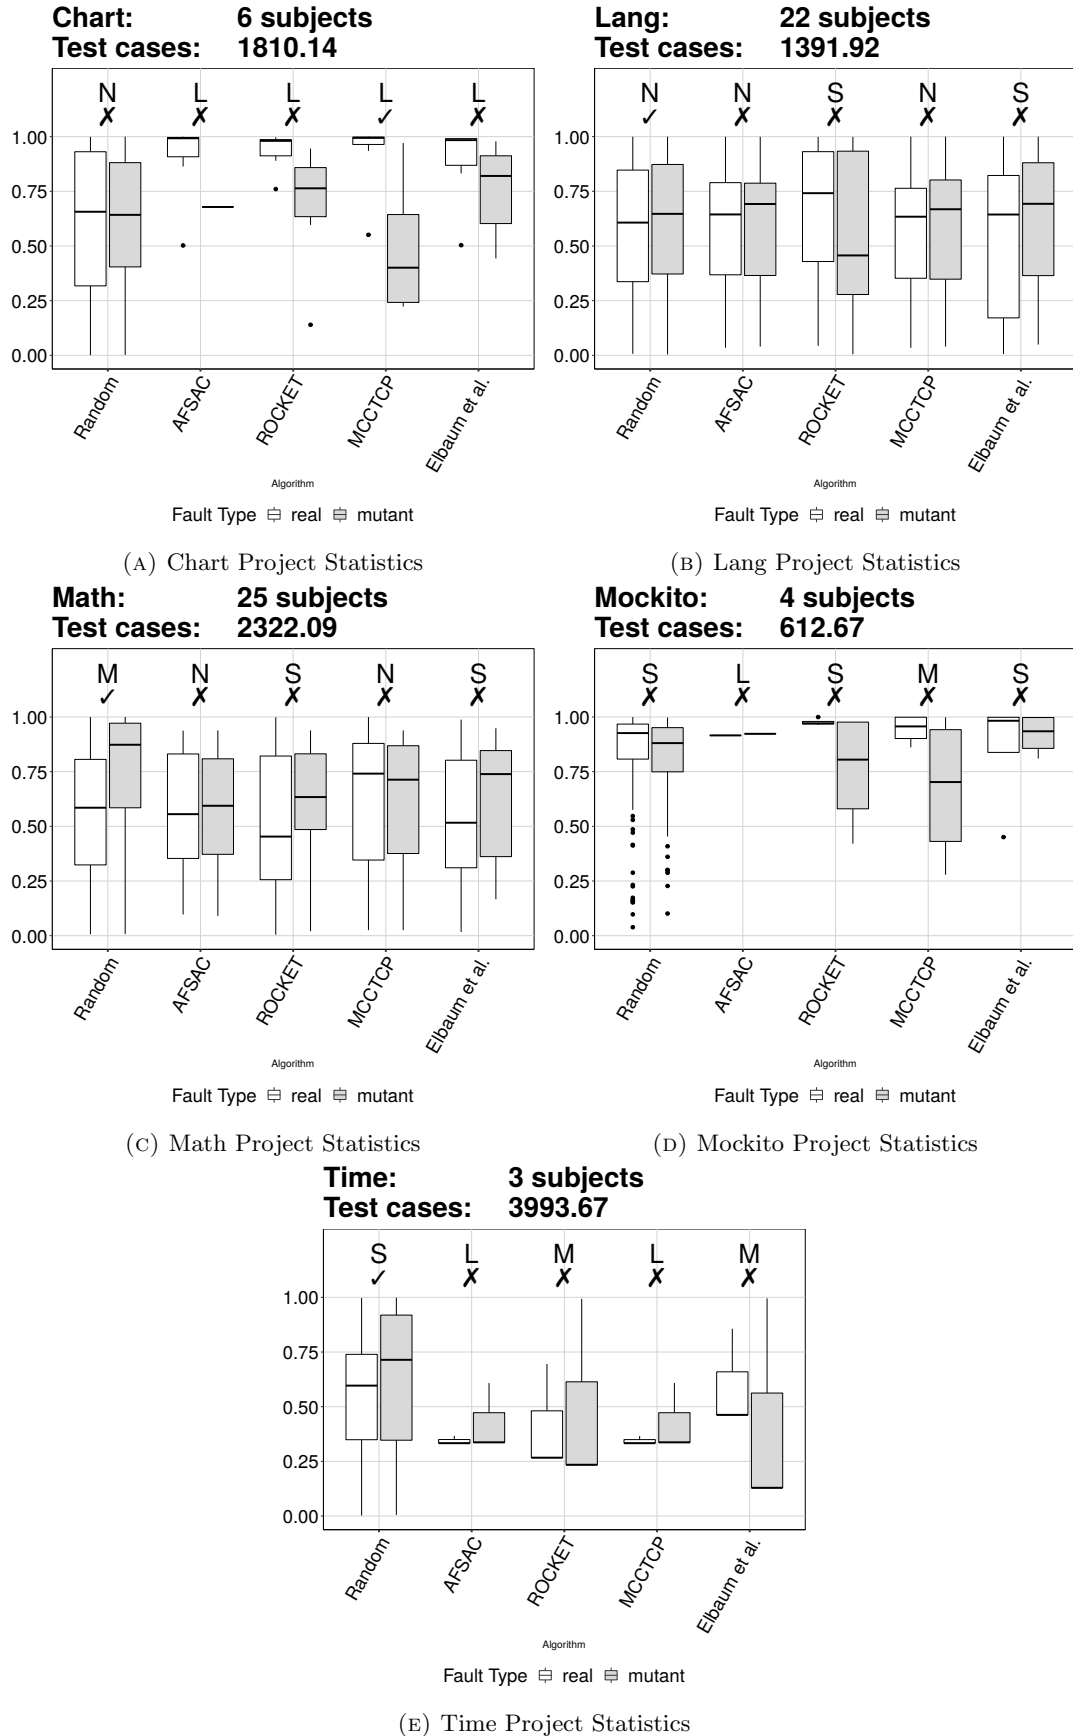 Chart: 6 subjects
Test cases: 1810.14
N L L L L
✗ ✗ ✗ ✓ ✗
1.00
0.75
0.50
0.25
0.00
Random AFSAC ROCKET MCCTCP Elbaum et al.
Algorithm
Fault Type real mutant
(A) Chart Project Statistics
Lang: 22 subjects
Test cases: 1391.92
N N S N S
✓ ✗ ✗ ✗ ✗
1.00
0.75
0.50
0.25
0.00
Random AFSAC ROCKET MCCTCP Elbaum et al.
Algorithm
Fault Type real mutant
(B) Lang Project Statistics
Math: 25 subjects
Test cases: 2322.09
M N S N S
✓ ✗ ✗ ✗ ✗
1.00
0.75
0.50
0.25
0.00
Random AFSAC ROCKET MCCTCP Elbaum et al.
Algorithm
Fault Type real mutant
(C) Math Project Statistics
Mockito: 4 subjects
Test cases: 612.67
S L S M S
✗ ✗ ✗ ✗ ✗
1.00
0.75
0.50
0.25
0.00
Random AFSAC ROCKET MCCTCP Elbaum et al.
Algorithm
Fault Type real mutant
(D) Mockito Project Statistics
Time: 3 subjects
Test cases: 3993.67
S L M L M
✓ ✗ ✗ ✗ ✗
1.00
0.75
0.50
0.25
0.00
Random AFSAC ROCKET MCCTCP Elbaum et al.
Algorithm
Fault Type real mutant
(E) Time Project Statistics